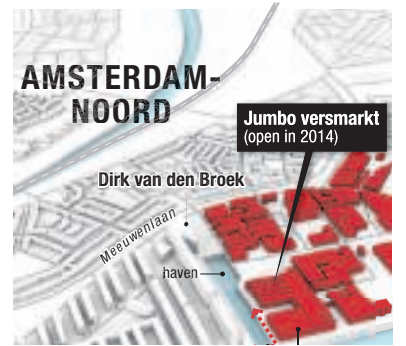 AMSTERDAM-
NOORD
Jumbo versmarkt
(open in 2014)
Dirk van den Broek
Meeuwenlaan
haven